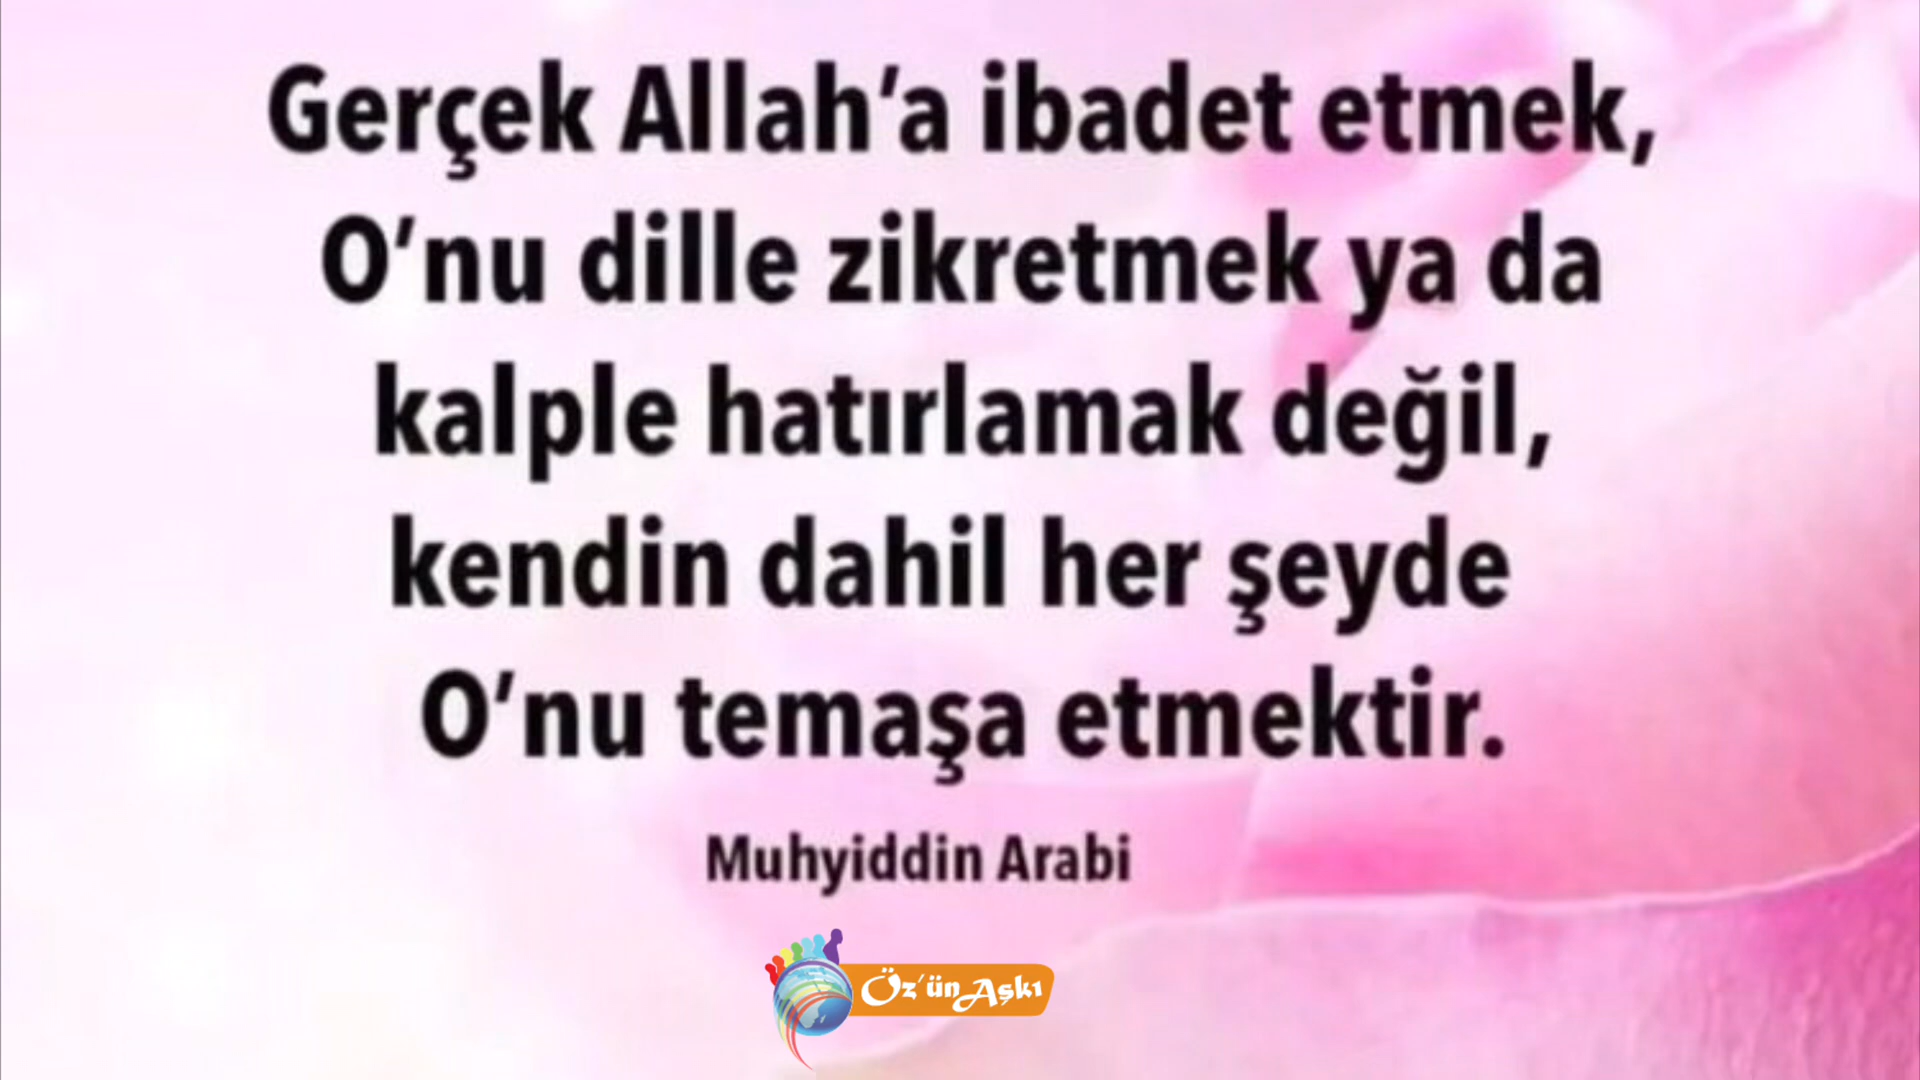 Gerçek Allah’a ibadet etmek,
O’nu dille zikretmek ya da
kalple hatırlamak değil,
kendin dahil her şeyde
O’nu temaşa etmektir.
Muhyiddin Arabi
Öz’ün Aşkı